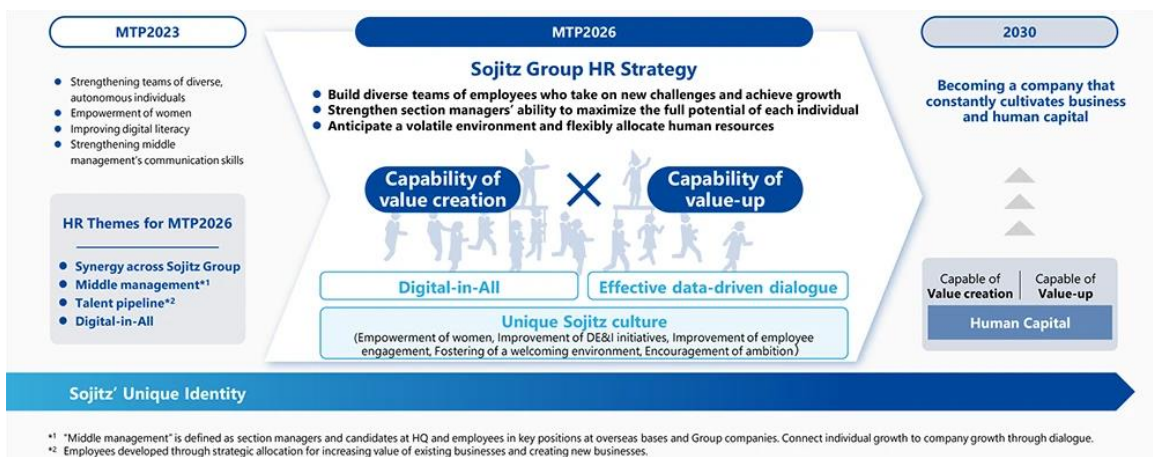 MTP2023
Strengthening teams of diverse,
autonomous individuals
Empowerment of women
Improving digital literacy
Strengthening middle
management's communication skills
HR Themes for MTP2026
Synergy across Sojitz Group
Middle management*1
Talent pipeline*2
Digital-in-All
MTP2026
Sojitz Group HR Strategy
Build diverse teams of employees who take on new challenges and achieve growth
Strengthen section managers' ability to maximize the full potential of each individual
Anticipate a volatile environment and flexibly allocate human resources
Capability of
value creation
×
Capability of
value-up
Digital-in-All
Effective data-driven dialogue
Unique Sojitz culture
(Empowerment of women, Improvement of DE&I initiatives, Improvement of employee
engagement, Fostering of a welcoming environment, Encouragement of ambition)
2030
Becoming a company that
constantly cultivates business
and human capital
Capable of
Value creation
Capable of
Value-up
Human Capital
Sojitz' Unique Identity
*1 "Middle management" is defined as section managers and candidates at HQ and employees in key positions at overseas bases and Group companies. Connect individual growth to company growth through dialogue.
*2 Employees developed through strategic allocation for increasing value of existing businesses and creating new businesses.